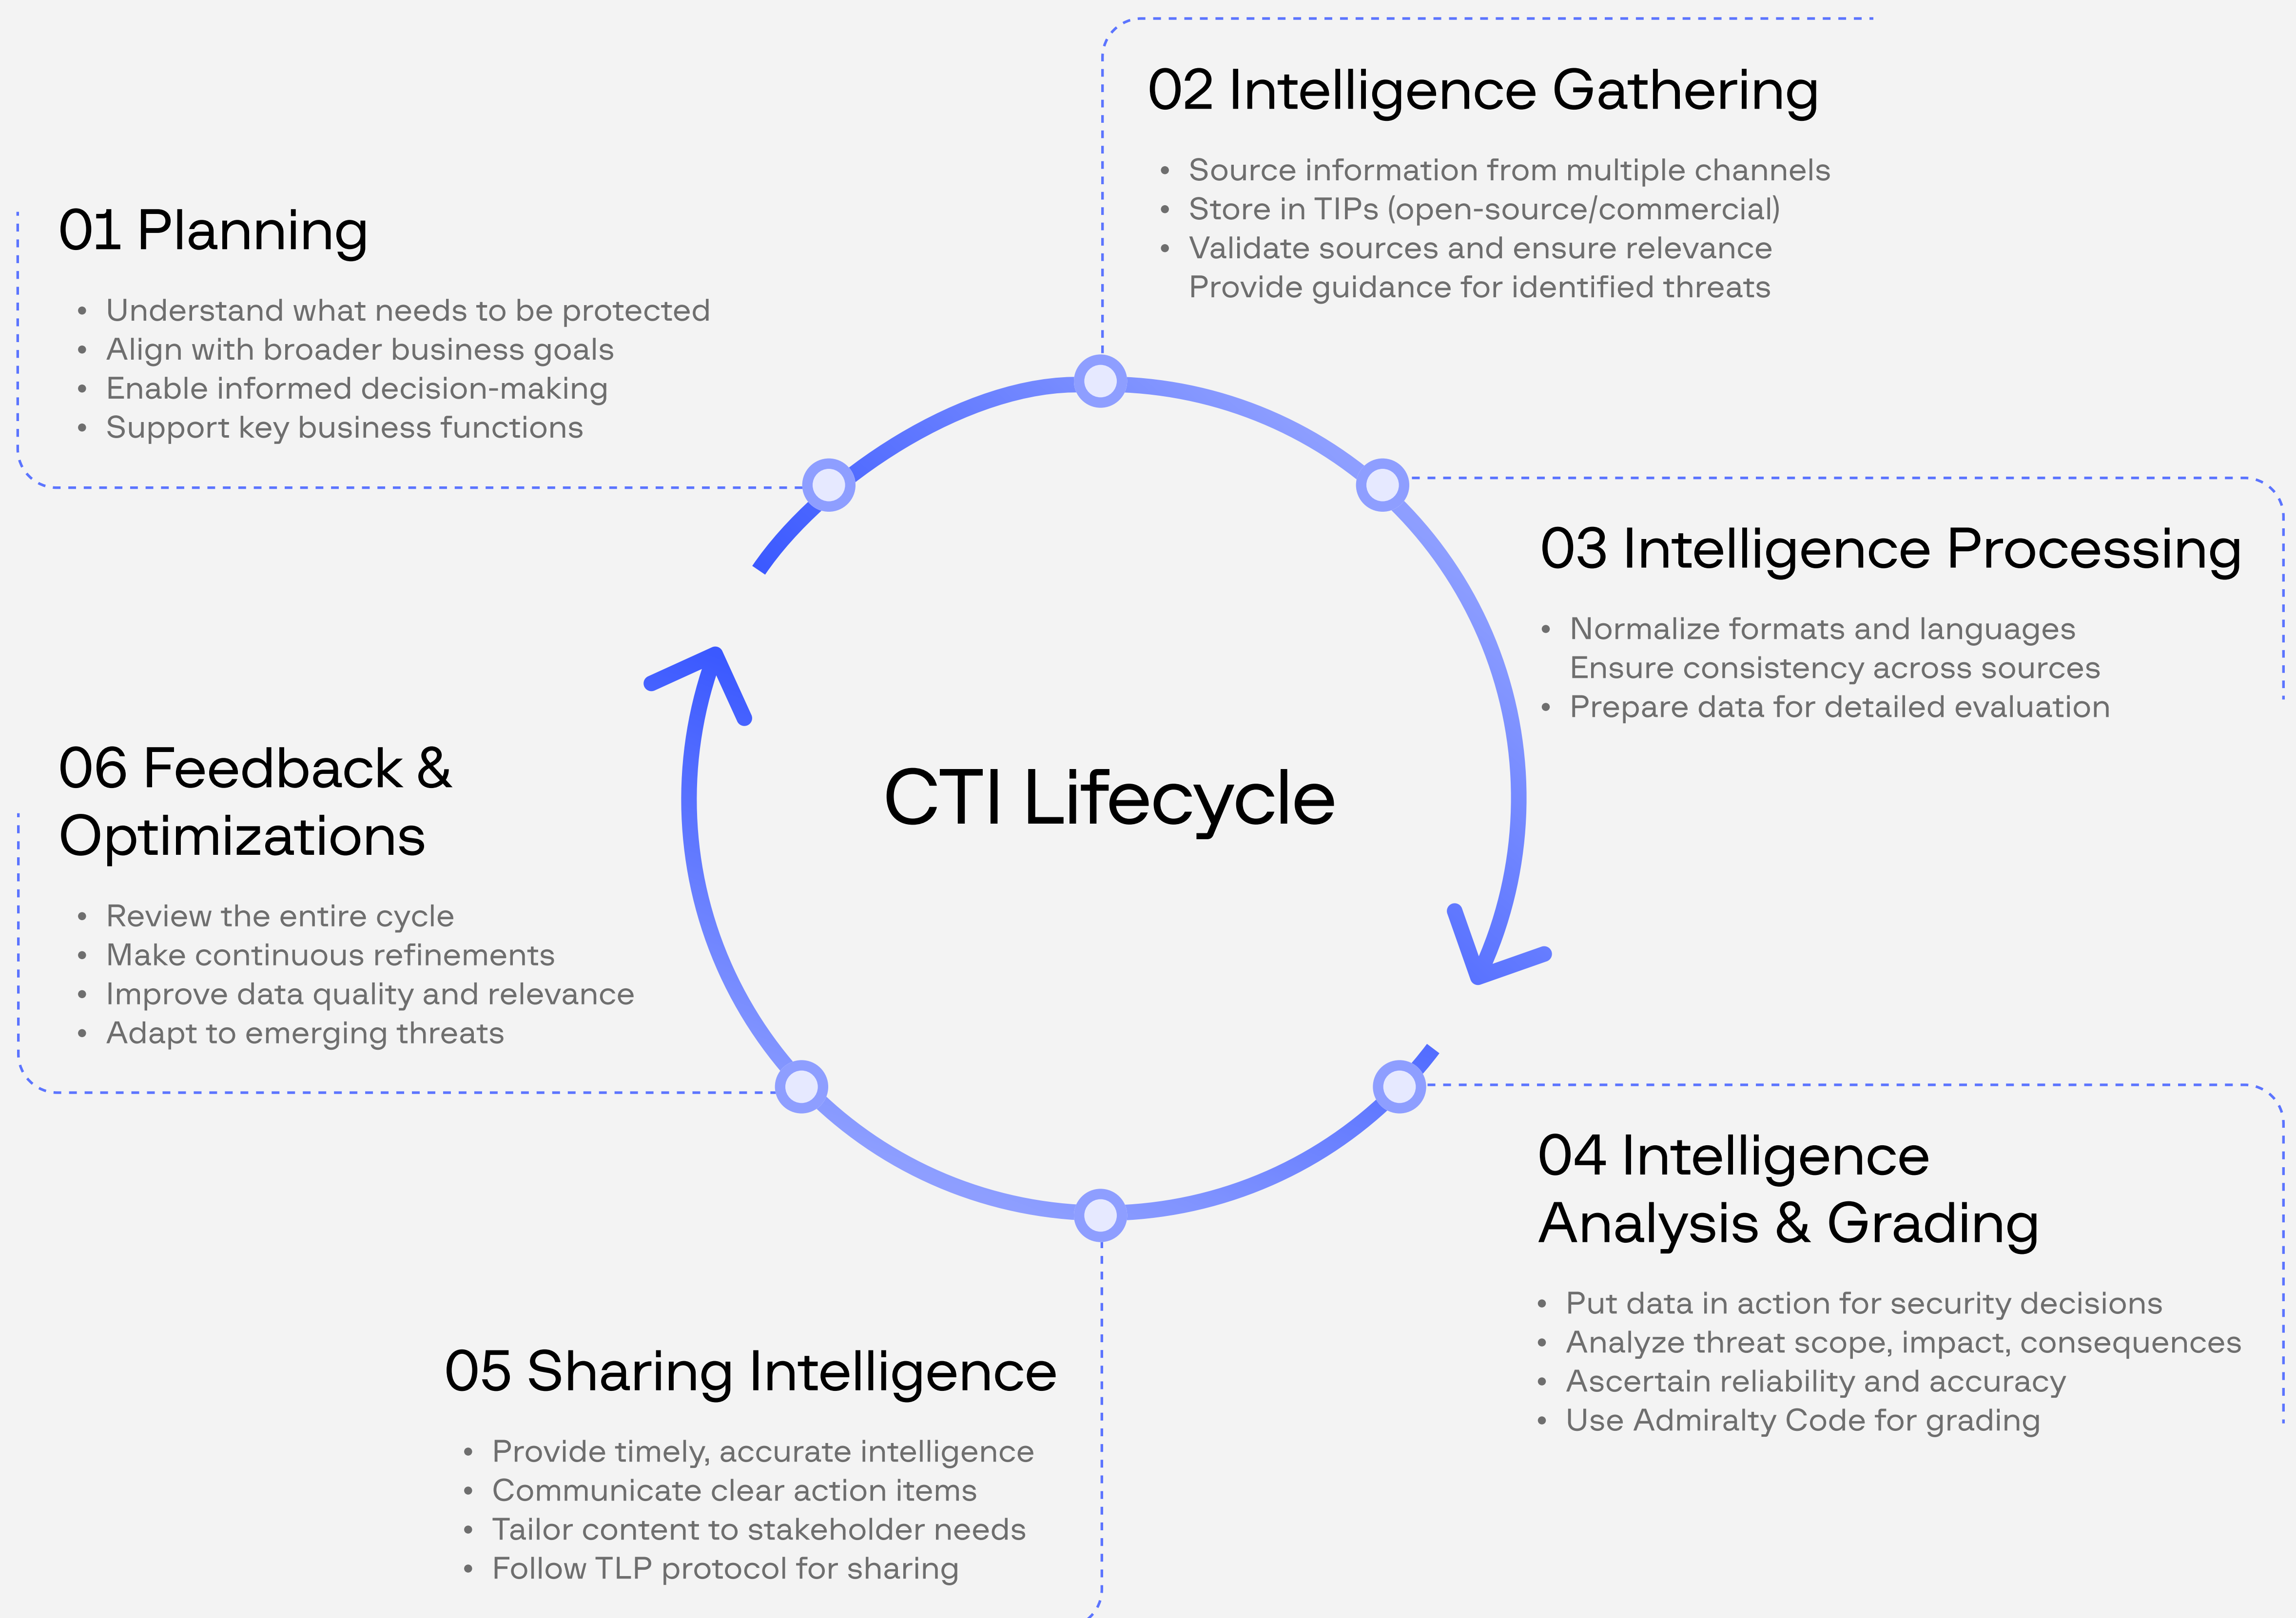 01 Planning
• Understand what needs to be protected
• Align with broader business goals
• Enable informed decision-making
• Support key business functions
02 Intelligence Gathering
• Source information from multiple channels
• Store in TIPs (open-source/commercial)
• Validate sources and ensure relevance
Provide guidance for identified threats
03 Intelligence Processing
• Normalize formats and languages
Ensure consistency across sources
• Prepare data for detailed evaluation
CTI Lifecycle
04 Intelligence
Analysis & Grading
• Put data in action for security decisions
• Analyze threat scope, impact, consequences
• Ascertain reliability and accuracy
• Use Admiralty Code for grading
05 Sharing Intelligence
• Provide timely, accurate intelligence
• Communicate clear action items
• Tailor content to stakeholder needs
• Follow TLP protocol for sharing
06 Feedback &
Optimizations
• Review the entire cycle
• Make continuous refinements
• Improve data quality and relevance
• Adapt to emerging threats